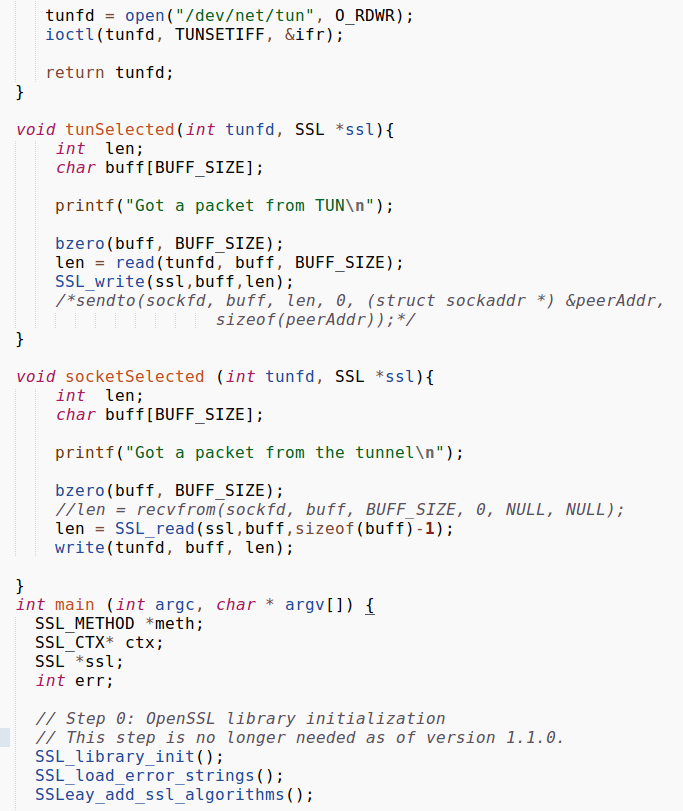 tunfd = open("/dev/net/tun", O_RDWR);
ioctl(tunfd, TUNSETIFF, &ifr);
return tunfd;
}
void tunSelected(int tunfd, SSL *ssl){
int  len;
char buff[BUFF_SIZE];
printf("Got a packet from TUN\n");
bzero(buff, BUFF_SIZE);
len = read(tunfd, buff, BUFF_SIZE);
SSL_write(ssl,buff,len);
/*sendto(sockfd, buff, len, 0, (struct sockaddr *) &peerAddr,
sizeof(peerAddr));*/
}
void socketSelected (int tunfd, SSL *ssl){
int  len;
char buff[BUFF_SIZE];
printf("Got a packet from the tunnel\n");
bzero(buff, BUFF_SIZE);
//len = recvfrom(sockfd, buff, BUFF_SIZE, 0, NULL, NULL);
len = SSL_read(ssl,buff,sizeof(buff)-1);
write(tunfd, buff, len);
}
int main (int argc, char * argv[]) {
SSL_METHOD *meth;
SSL_CTX* ctx;
SSL *ssl;
int err;
// Step 0: OpenSSL library initialization
// This step is no longer needed as of version 1.1.0.
SSL_library_init();
SSL_load_error_strings();
SSLeay_add_ssl_algorithms();